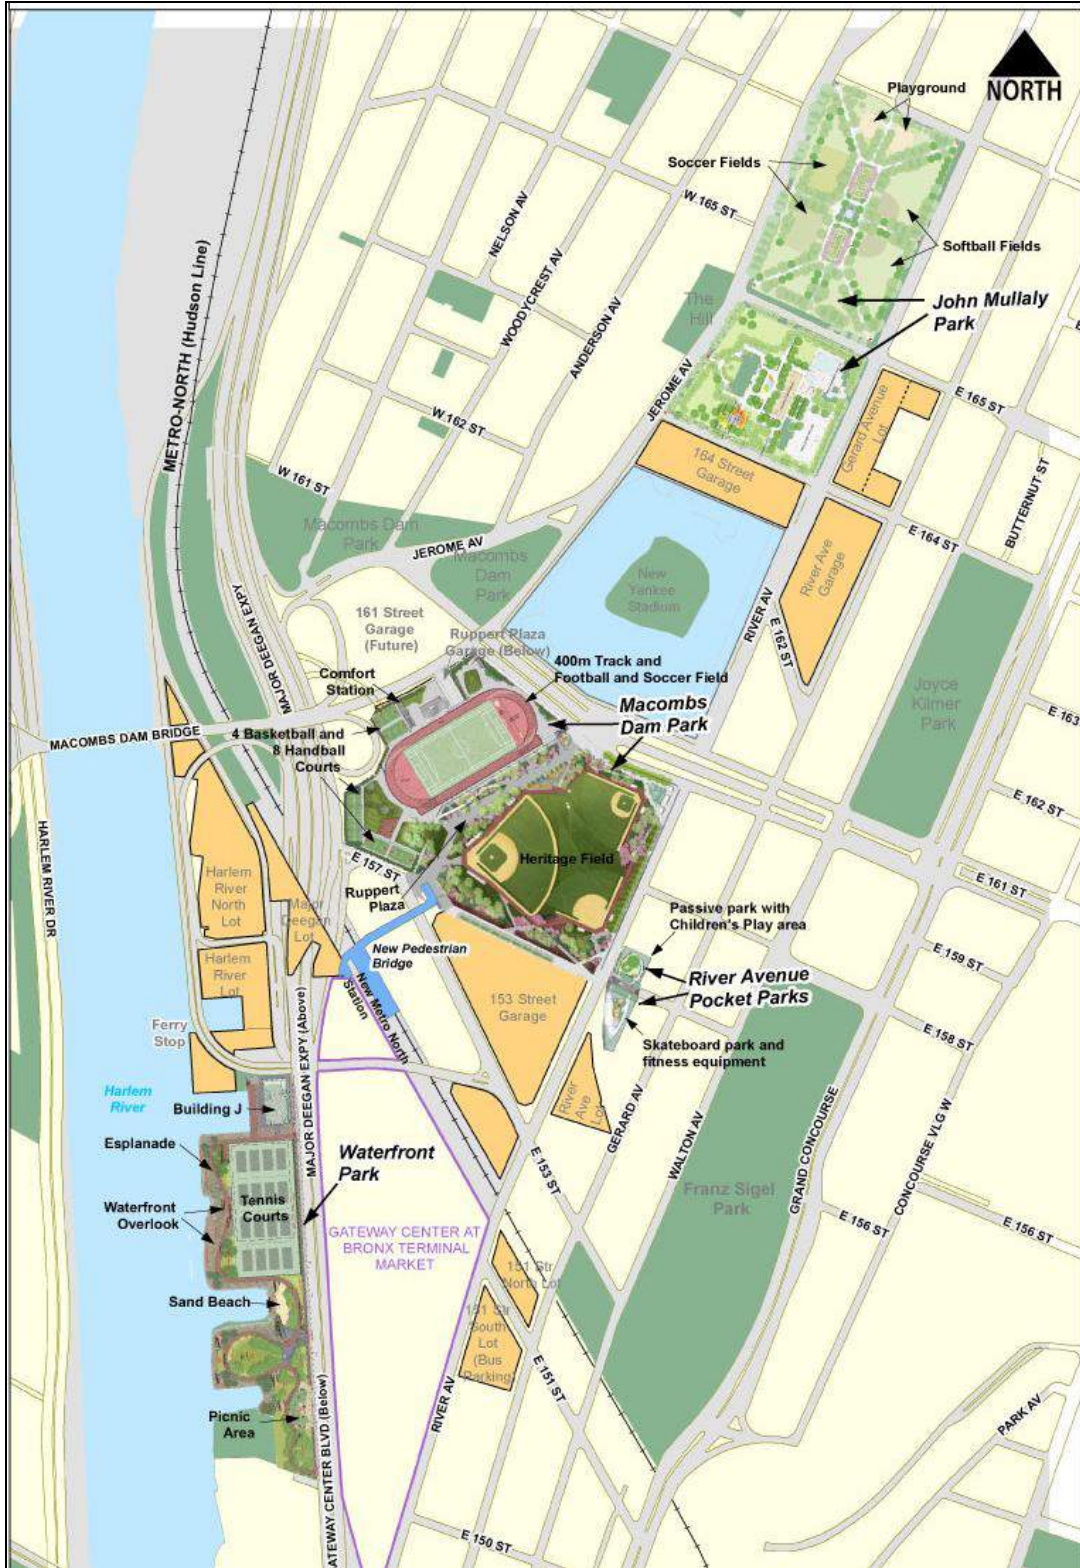 NORTH
Playground
Soccer Fields
W 165 ST
NELSON AV
WOODYCREST AV
ANDERSON AV
Softball Fields
John Mullaly
Park
The
Hill
METRO-NORTH (Hudson Line)
JEROME AV
E 165 ST
Gerard Avenue
Lot
W 162 ST
164 Street
Garage
W 161 ST
BUTTERNUT ST
Macombs Dam
Park
JEROME AV
Macombs
Dam
Park
E 164 ST
River Ave
Garage
New
Yankee
Stadium
RIVER AV
E 162 ST
MAJOR DEEGAN EXPY
MAJOR DEEGAN EXPY
161 Street
Garage
(Future)
Ruppert Plaza
Garage (Below)
Comfort
Station
400m Track and
Football and Soccer Field
Joyce
Kilmer
Park
Macombs
Dam Park
E 163
MACOMBS DAM BRIDGE
4 Basketball and
8 Handball
Courts
E 162 ST
HARLEM RIVER DR
E 157 ST
Heritage Field
Ruppert
Plaza
E 161 ST
Harlem
River
North
Lot
Major
Deegan
Lot
Passive park with
Children's Play area
E 159 ST
New Pedestrian
Bridge
Harlem
River
Lot
River Avenue
Pocket Parks
New Metro North
Station
153 Street
Garage
Ferry
Stop
E 158 ST
Skateboard park and
fitness equipment
MAJOR DEEGAN EXPY (Above)
Harlem
River
Building J
River
Ave
Lot
GERARD AV
WALTON AV
GRAND CONCOURSE
CONCOURSE VLG W
Esplanade
Waterfront
Park
E 153 ST
Tennis
Courts
Waterfront
Overlook
Franz Sigel
Park
E 156 ST
E 156 ST
GATEWAY CENTER AT
BRONX TERMINAL
MARKET
151 Str
North Lot
Sand Beach
151 Str
South
Lot
(Bus
Parking)
E 151 ST
RIVER AV
Picnic
Area
PARK AV
ATEWAY CENTER BLVD (Below)
E 150 ST